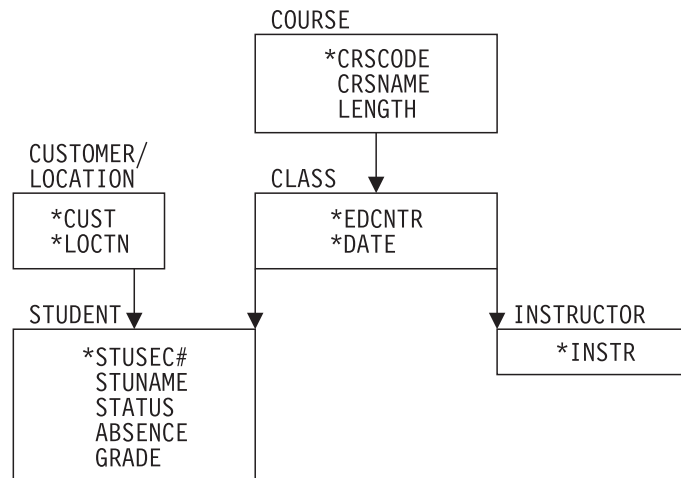 COURSE
*CRSCODE
CRSNAME
LENGTH
CUSTOMER/
LOCATION
*CUST
*LOCTN
CLASS
*EDCNTR
*DATE
STUDENT
*STUSEC#
STUNAME
STATUS
ABSENCE
GRADE
INSTRUCTOR
*INSTR